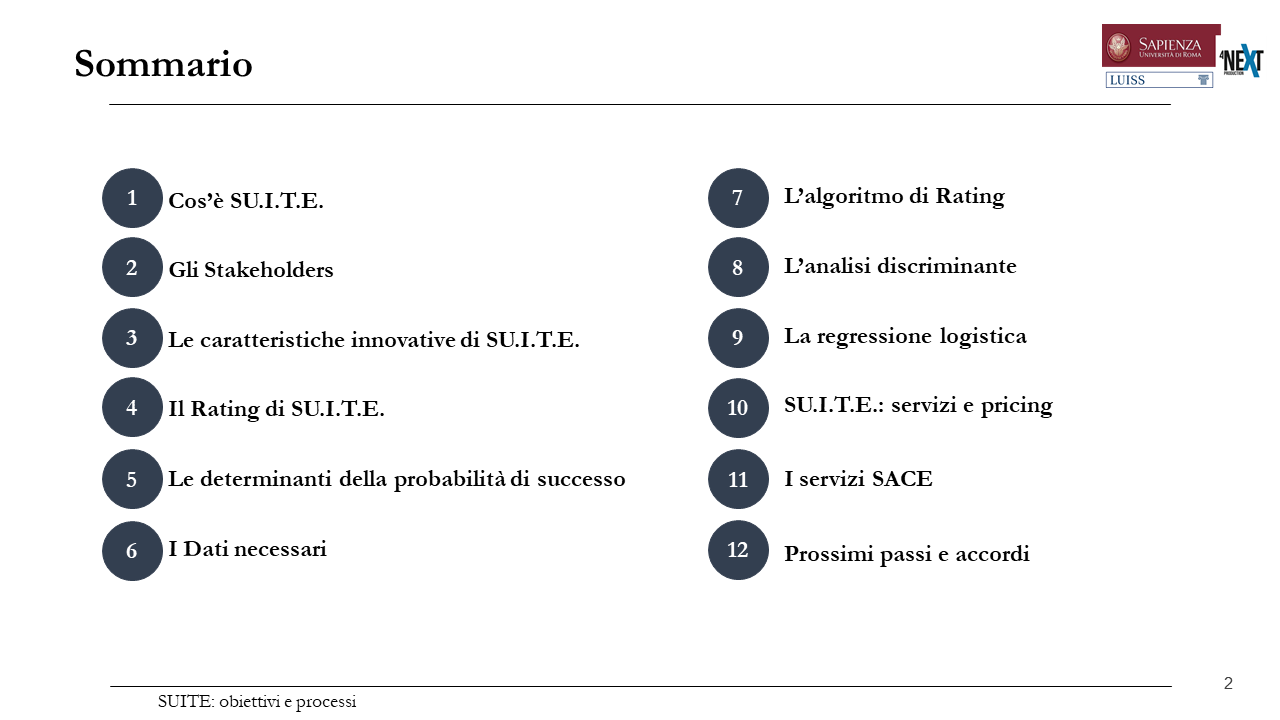 Sommario
SAPIENZA
UNIVERSITÀ DI ROMA
LUISS
4NEXT
PRODUCTION
1 Cos’è SU.I.T.E.
2 Gli Stakeholders
3 Le caratteristiche innovative di SU.I.T.E.
4 Il Rating di SU.I.T.E.
5 Le determinanti della probabilità di successo
6 I Dati necessari
7 L’algoritmo di Rating
8 L’analisi discriminante
9 La regressione logistica
10 SU.I.T.E.: servizi e pricing
11 I servizi SACE
12 Prossimi passi e accordi
SUITE: obiettivi e processi
2